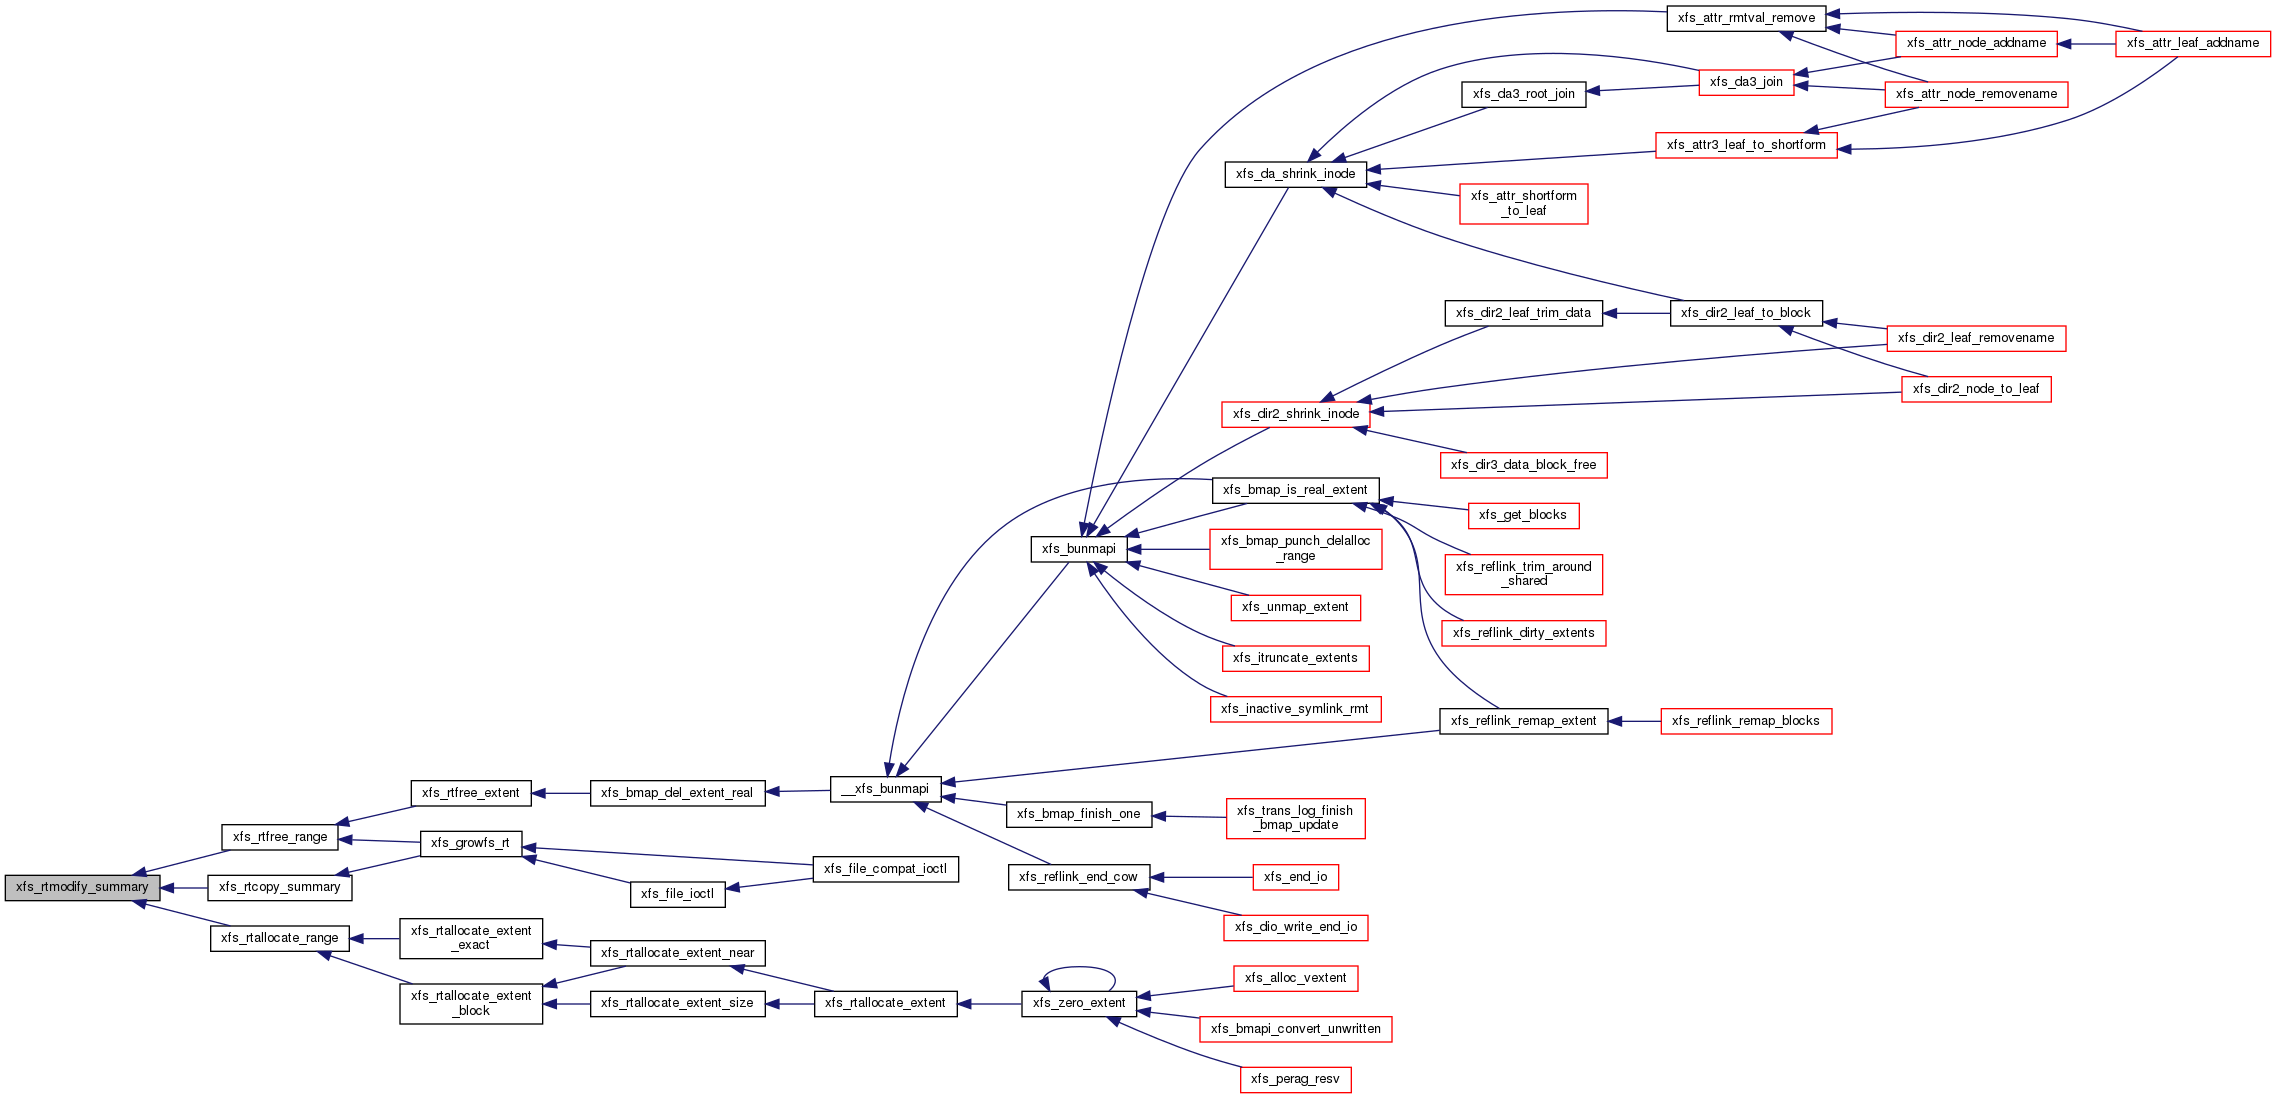 xfs_attr_rmtval_remove
xfs_attr_node_addname
xfs_attr_leaf_addname
xfs_da3_join
xfs_da3_root_join
xfs_attr_node_removename
xfs_attr3_leaf_to_shortform
xfs_da_shrink_inode
xfs_attr_shortform
_to_leaf
xfs_dir2_leaf_trim_data
xfs_dir2_leaf_to_block
xfs_dir2_leaf_removename
xfs_dir2_node_to_leaf
xfs_dir2_shrink_inode
xfs_dir3_data_block_free
xfs_bmap_is_real_extent
xfs_get_blocks
xfs_bunmapi
xfs_bmap_punch_delalloc
_range
xfs_reflink_trim_around
_shared
xfs_unmap_extent
xfs_reflink_dirty_extents
xfs_itruncate_extents
xfs_inactive_symlink_rmt
xfs_reflink_remap_extent
xfs_reflink_remap_blocks
xfs_rtfree_extent
xfs_bmap_del_extent_real
__xfs_bunmapi
xfs_bmap_finish_one
xfs_trans_log_finish
_bmap_update
xfs_rtfree_range
xfs_growfs_rt
xfs_file_compat_ioctl
xfs_reflink_end_cow
xfs_end_io
xfs_rtmodify_summary
xfs_rtcopy_summary
xfs_file_ioctl
xfs_dio_write_end_io
xfs_rtallocate_range
xfs_rtallocate_extent
_exact
xfs_rtallocate_extent_near
xfs_alloc_vextent
xfs_rtallocate_extent
_block
xfs_rtallocate_extent_size
xfs_rtallocate_extent
xfs_zero_extent
xfs_bmapi_convert_unwritten
xfs_perag_resv